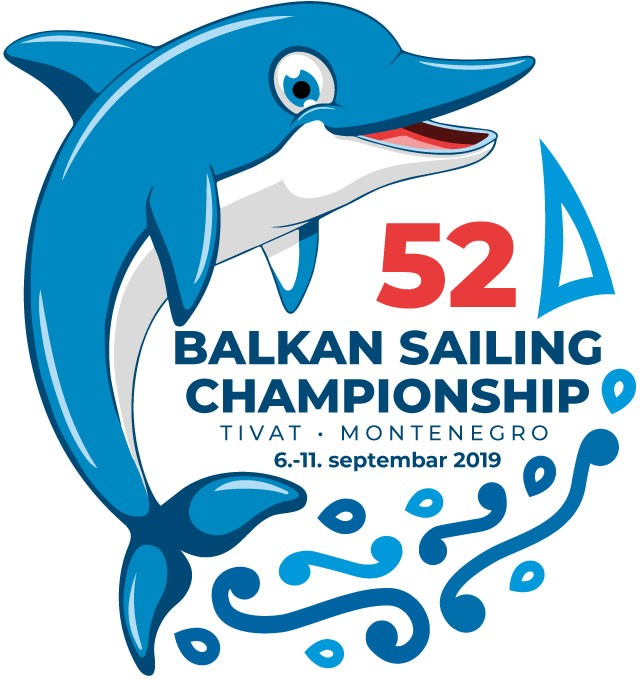 52
BALKAN SAILING
CHAMPIONSHIP
TIVAT · MONTENEGRO
6.-11. septembar 2019